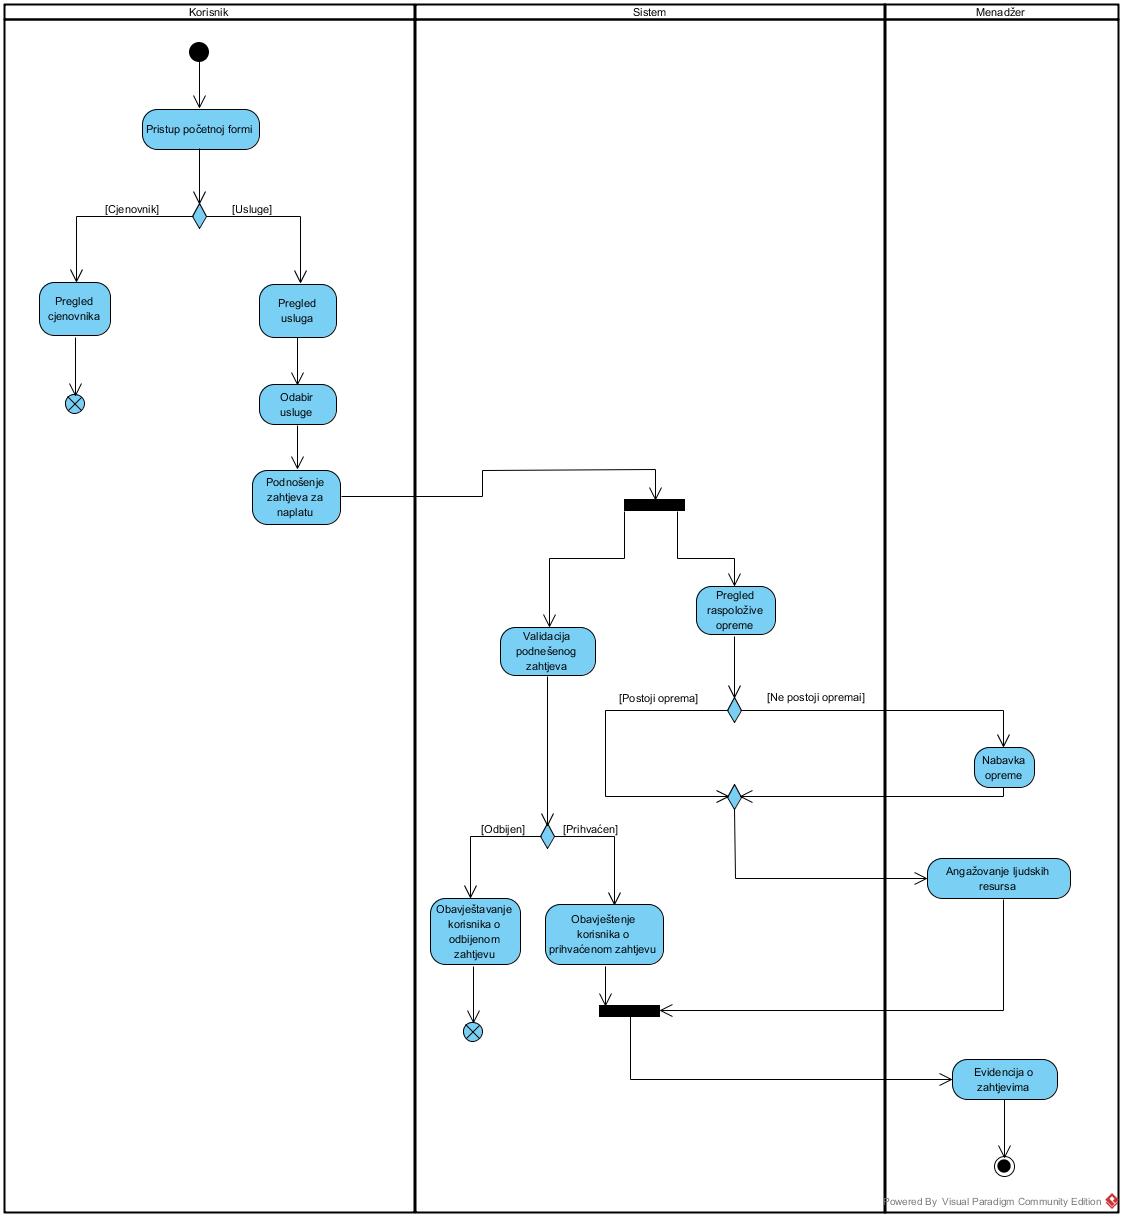 Korisnik
Sistem
Menadžer
Pristup početnoj formi
[Cjenovnik]
[Usluge]
Pregled
cjenovnika
Pregled
usluga
Odabir
usluge
Podnošenje
zahtjeva za
naplatu
Pregled
raspoložive
opreme
Validacija
podnešenog
zahtjeva
[Postoji oprema]
[Ne postoji opremai]
Nabavka
opreme
[Odbijen]
[Prihvaćen]
Angažovanje ljudskih
resursa
Obavještavanje
korisnika o
odbijenom
zahtjevu
Obavještenje
korisnika o
prihvaćenom zahtjevu
Evidencija o
zahtjevima
Powered By Visual Paradigm Community Edition